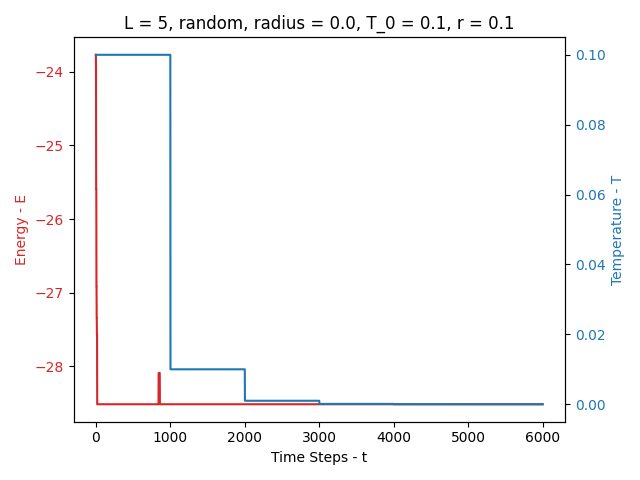 L = 5, random, radius = 0.0, T_0 = 0.1, r = 0.1
Energy - E
−24
−25
−26
−27
−28
0.10
0.08
0.06
0.04
0.02
0.00
Temperature - T
0 1000 2000 3000 4000 5000 6000
Time Steps - t